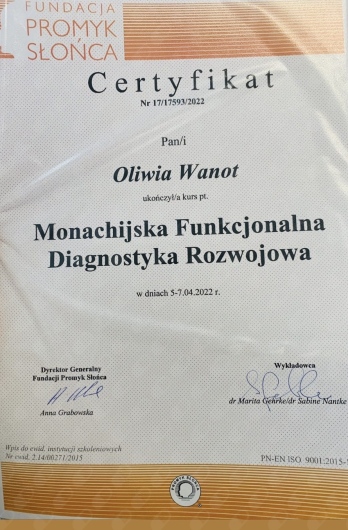 FUNDACJA
PROMYK
SŁOŃCA
Certyfikat
Nr 17/17593/2022
Pan/i
Oliwia Wanot
ukończył/a kurs pt.
Monachijska Funkcjonalna
Diagnostyka Rozwojowa
w dniach 5-7.04.2022 r.
Dyrektor Generalny
Fundacji Promyk Słońca
Anna Grabowska
Wykładowca
dr Marita Gehrke/dr Sabine Nantke
Wpis do ewid. instytucji szkoleniowych
Nr ewid. 2.14/00271/2015
PN-EN ISO 9001:2015-